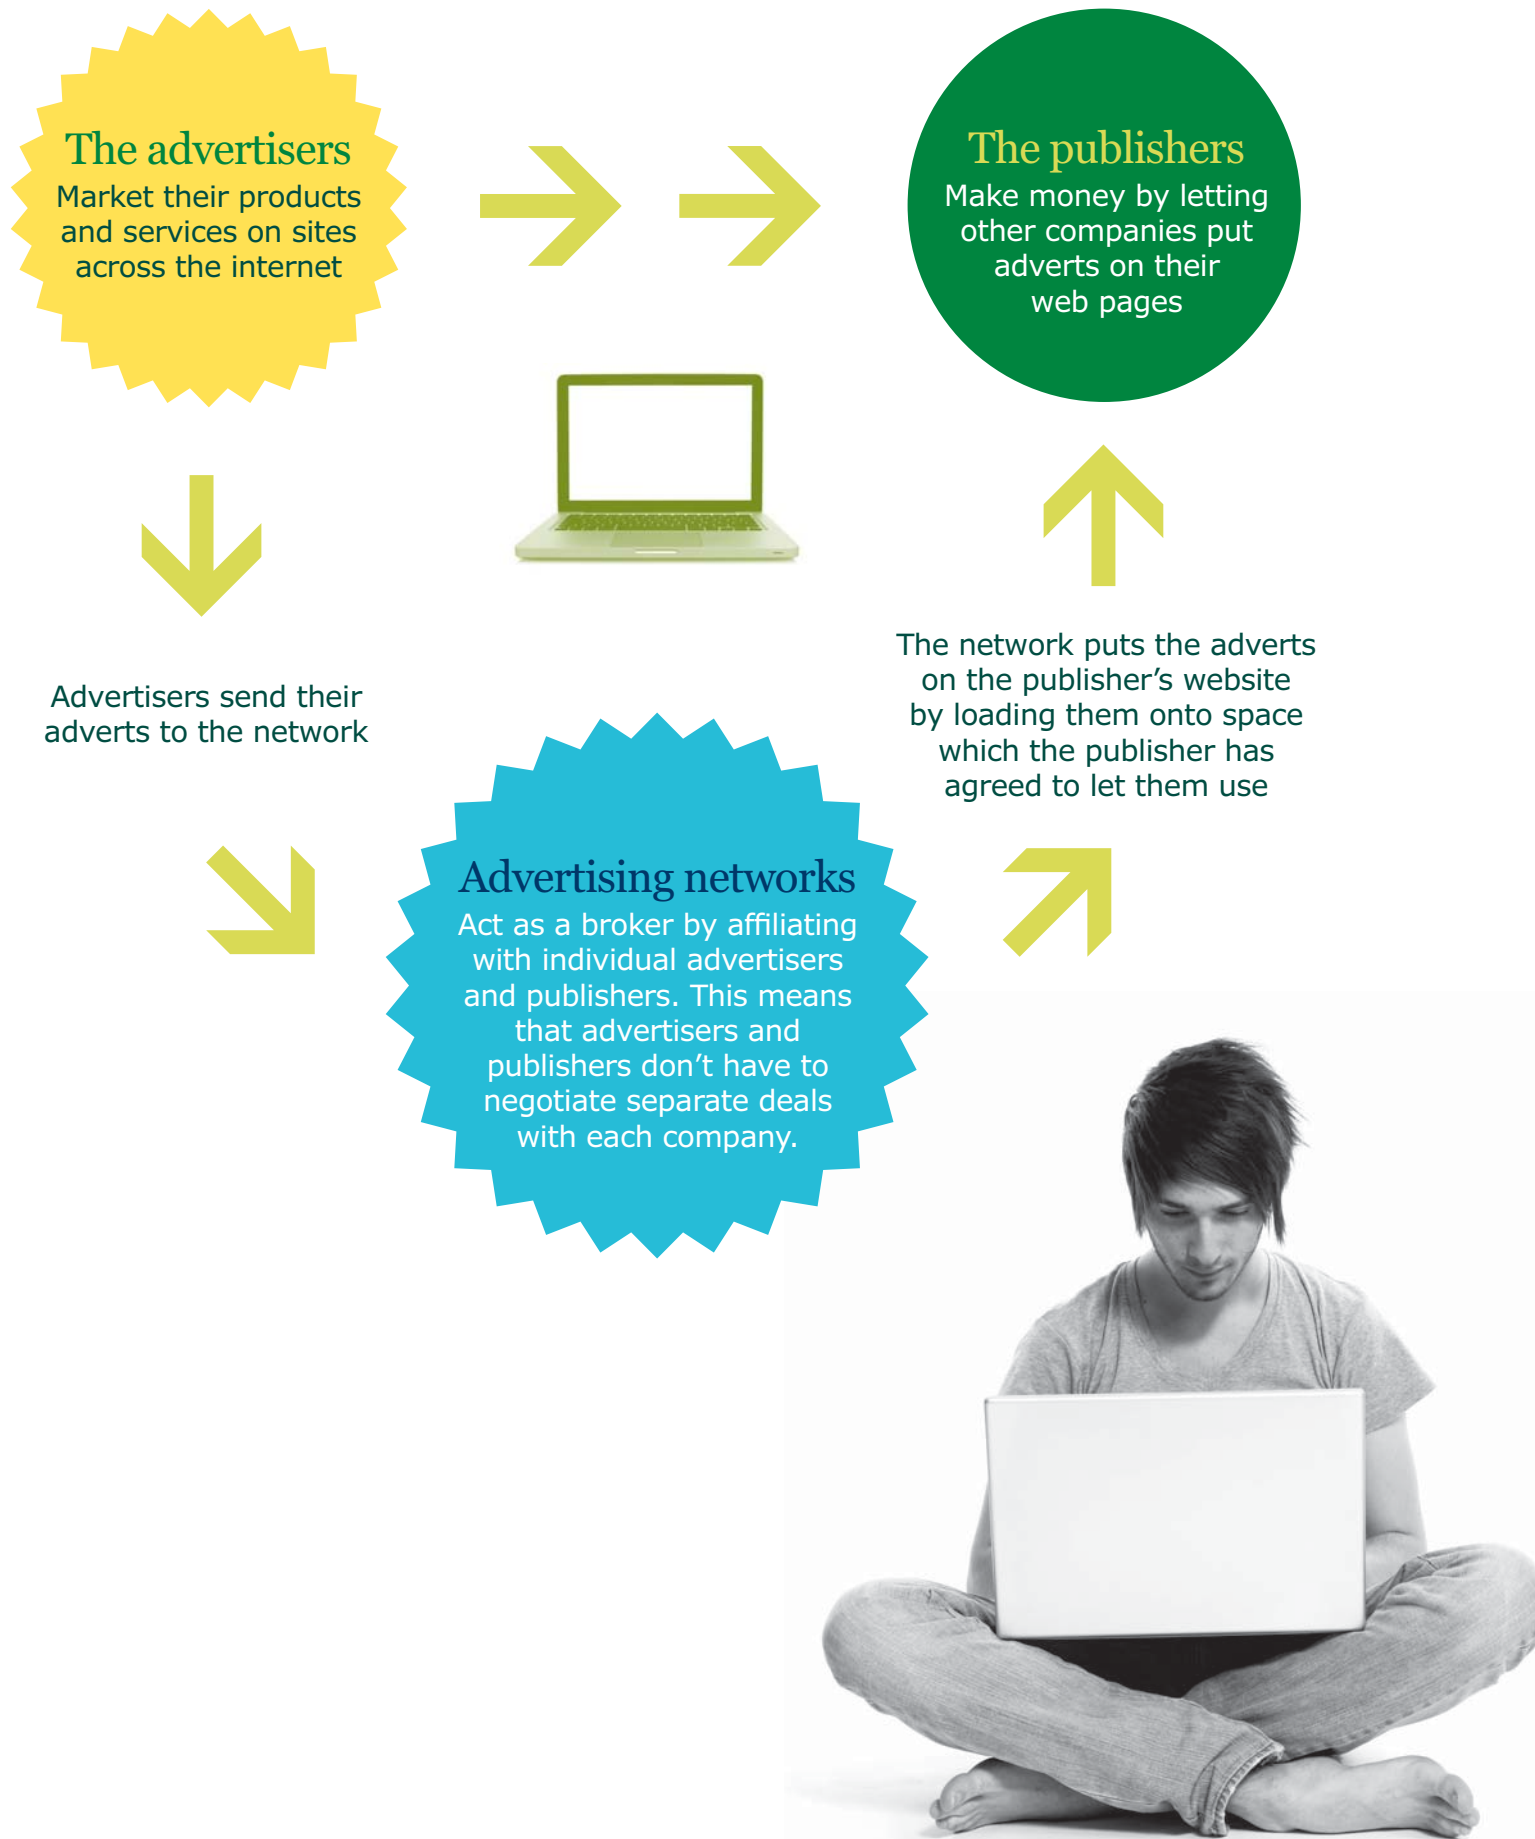 The advertisers
Market their products
and services on sites
across the internet
The publishers
Make money by letting
other companies put
adverts on their
web pages
Advertisers send their
adverts to the network
The network puts the adverts
on the publisher’s website
by loading them onto space
which the publisher has
agreed to let them use
Advertising networks
Act as a broker by affiliating
with individual advertisers
and publishers. This means
that advertisers and
publishers don’t have to
negotiate separate deals
with each company.